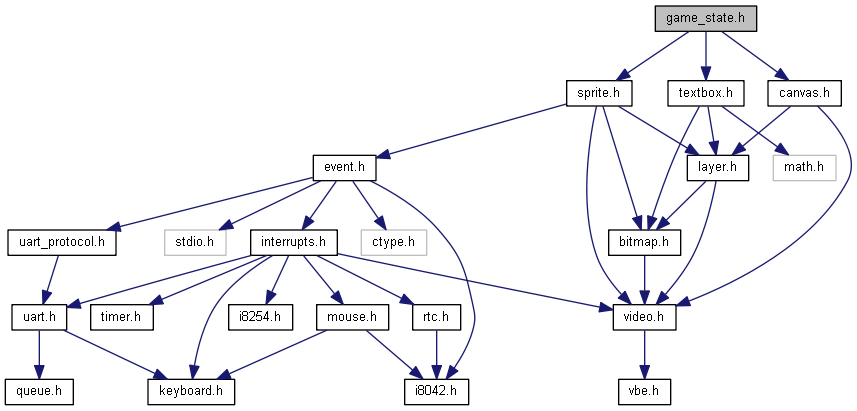 game_state.h
sprite.h
textbox.h
canvas.h
event.h
layer.h
math.h
uart_protocol.h
stdio.h
interrupts.h
ctype.h
bitmap.h
uart.h
timer.h
i8254.h
mouse.h
rtc.h
video.h
queue.h
keyboard.h
i8042.h
vbe.h